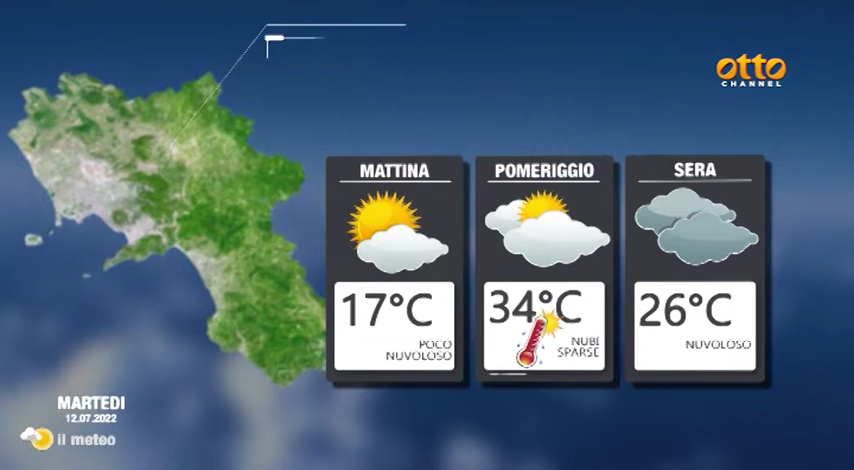 otto
CHANNEL
MATTINA
17°C
POCO
NUVOLOSO
POMERIGGIO
34°C
NUBI
SPARSE
SERA
26°C
NUVOLOSO
MARTEDI
12.07.2022
il meteo